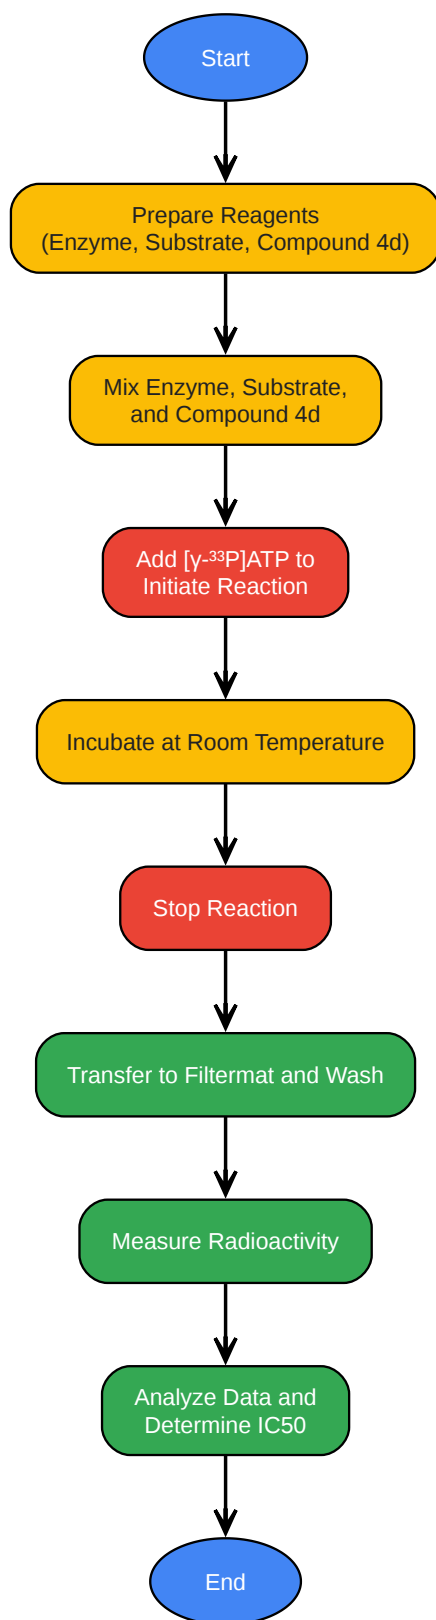 Start
Prepare Reagents
(Enzyme, Substrate, Compound 4d)
Mix Enzyme, Substrate,
and Compound 4d
Add [γ-³³P]ATP to
Initiate Reaction
Incubate at Room Temperature
Stop Reaction
Transfer to Filtermat and Wash
Measure Radioactivity
Analyze Data and
Determine IC50
End